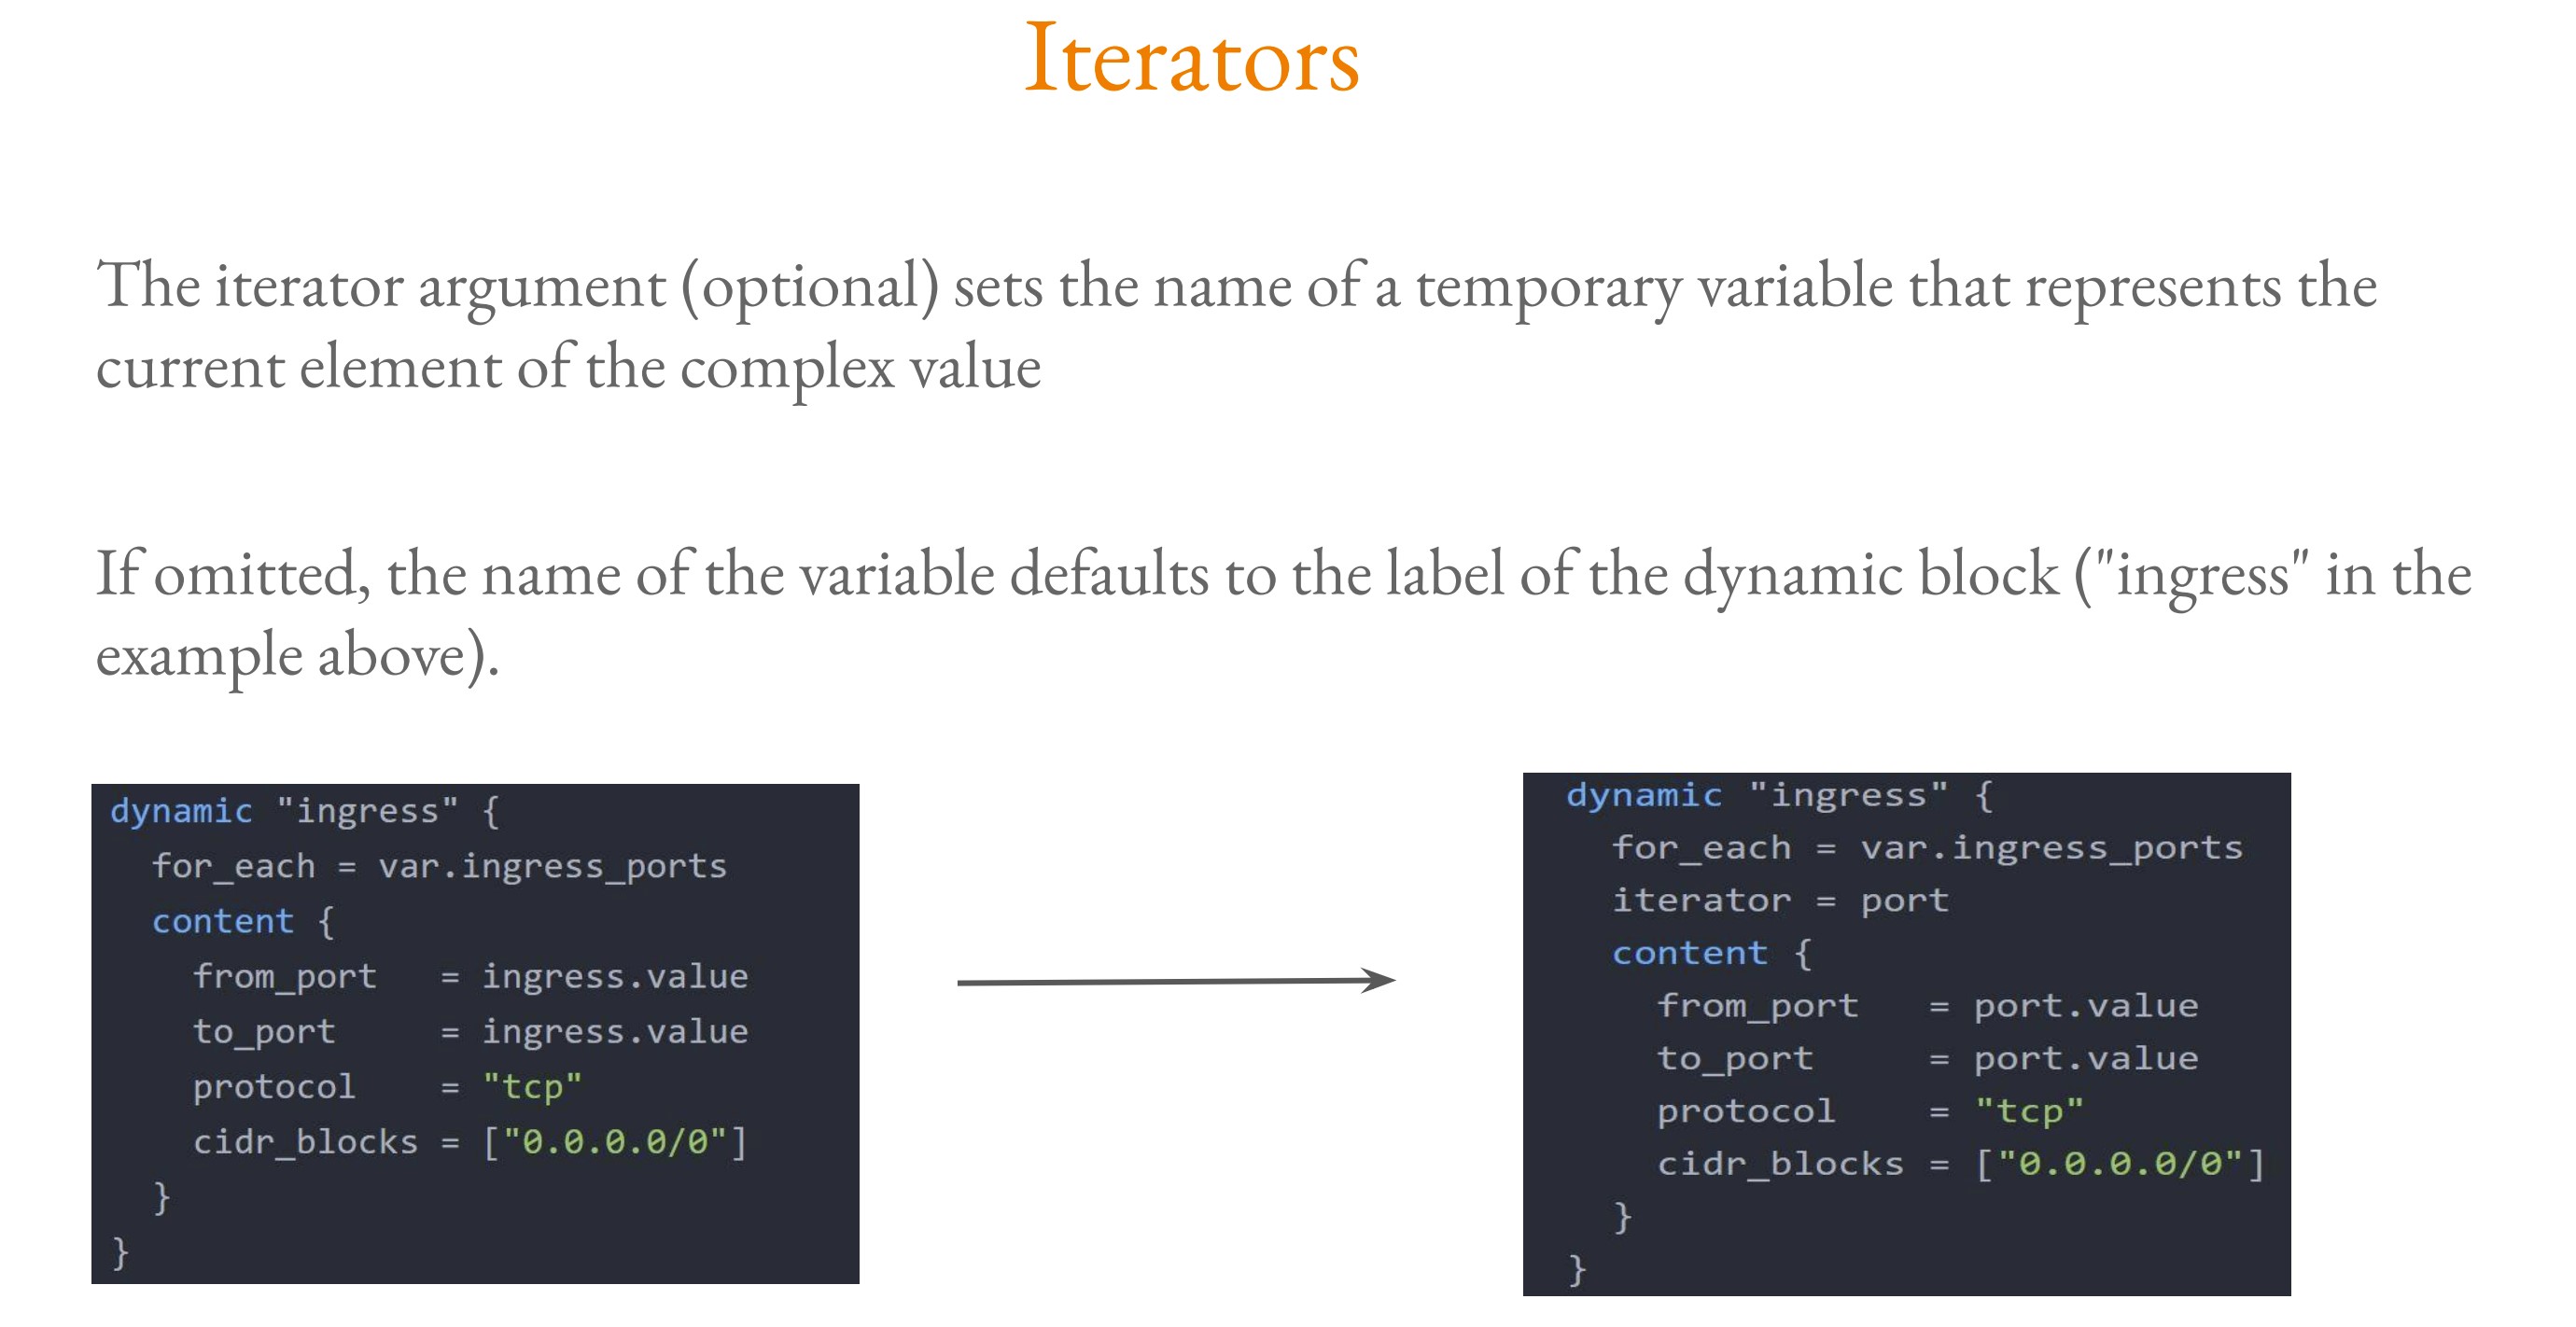 Iterators
The iterator argument (optional) sets the name of a temporary variable that represents the
current element of the complex value
If omitted, the name of the variable defaults to the label of the dynamic block ("ingress" in the
example above).
dynamic "ingress" {
  for_each = var.ingress_ports
  content {
    from_port   = ingress.value
    to_port     = ingress.value
    protocol    = "tcp"
    cidr_blocks = ["0.0.0.0/0"]
  }
}
dynamic "ingress" {
  for_each = var.ingress_ports
  iterator = port
  content {
    from_port   = port.value
    to_port     = port.value
    protocol    = "tcp"
    cidr_blocks = ["0.0.0.0/0"]
  }
}